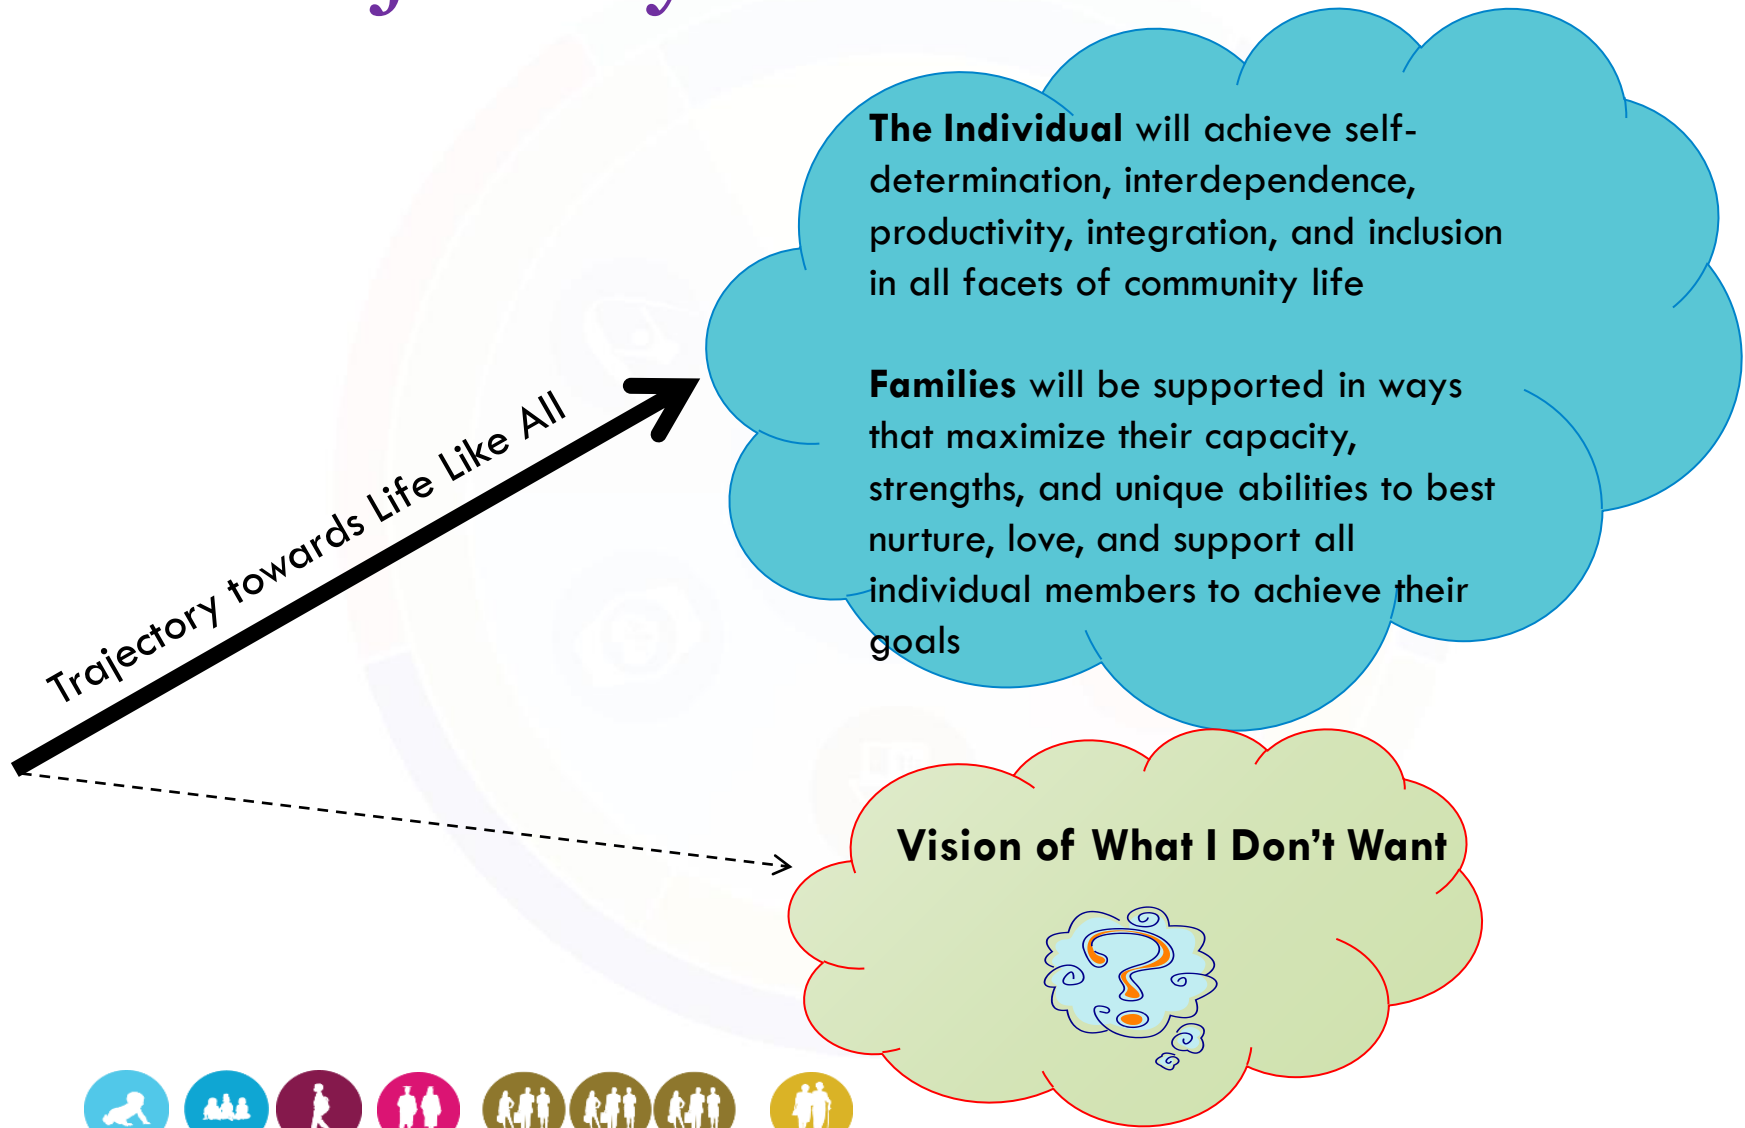 The Individual will achieve self-
determination, interdependence,
productivity, integration, and inclusion
in all facets of community life
Families will be supported in ways
that maximize their capacity,
strengths, and unique abilities to best
nurture, love, and support all
individual members to achieve their
goals
Trajectory towards Life Like All
Vision of What I Don’t Want